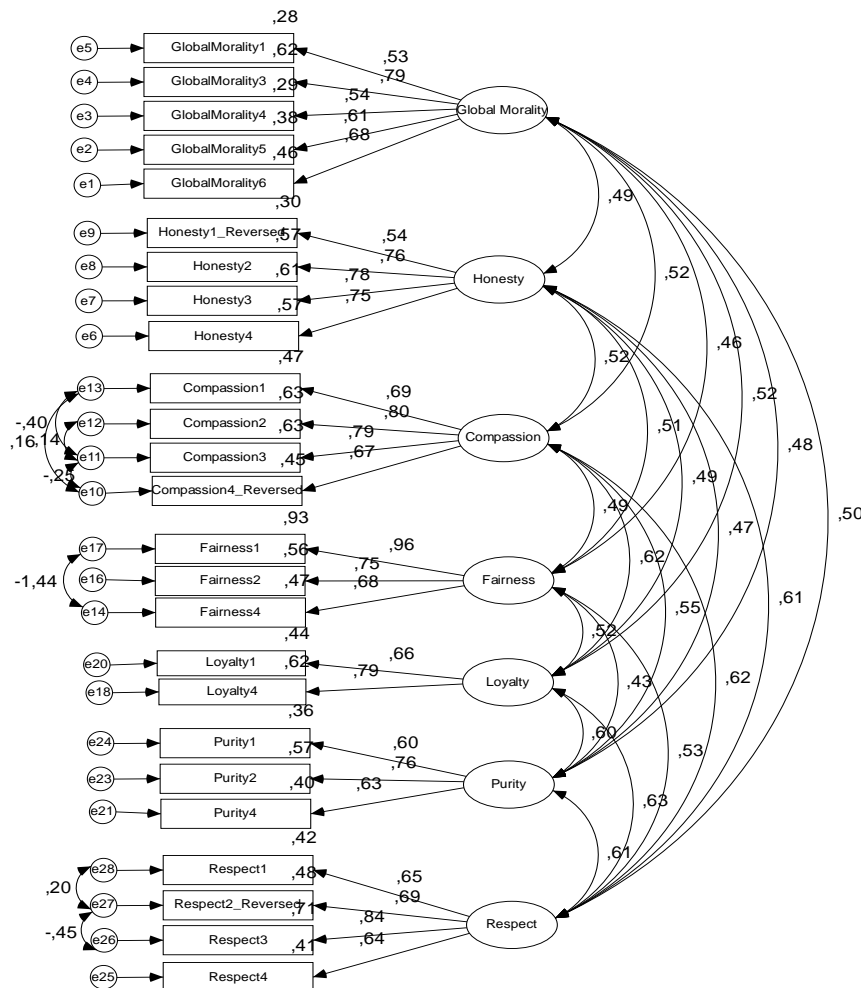 ,28
e5 GlobalMorality1 ,62 ,53
e4 GlobalMorality3 ,29 ,79
e3 GlobalMorality4 ,38 ,54 Global Morality
e2 GlobalMorality5 ,46 ,61
e1 GlobalMorality6 ,68
,30 ,49
e9 Honesty1_Reversed ,57 ,54
e8 Honesty2 ,61 ,76 Honesty ,52
e7 Honesty3 ,57 ,78
e6 Honesty4 ,75 ,46
,47 ,52 ,52
e13 Compassion1 ,63 ,69
-,40 e12 Compassion2 ,63 ,80 Compassion ,51
,16 ,14 e11 Compassion3 ,45 ,79 ,49 ,48
-,25 e10 Compassion4_Reversed ,67
,93 ,49 ,47 ,50
e17 Fairness1 ,56 ,96 ,62
-1,44 e16 Fairness2 ,47 ,75 Fairness
e14 Fairness4 ,68 ,55 ,61
,44 ,52
e20 Loyalty1 ,62 ,66
e18 Loyalty4 ,79 Loyalty ,43 ,62
,36
e24 Purity1 ,57 ,60 ,60
e23 Purity2 ,40 ,76 Purity ,53
e21 Purity4 ,63 ,63
,42
e28 Respect1 ,48 ,65 ,61
,20 e27 Respect2_Reversed ,71 ,69
-,45 e26 Respect3 ,41 ,84 Respect
e25 Respect4 ,64